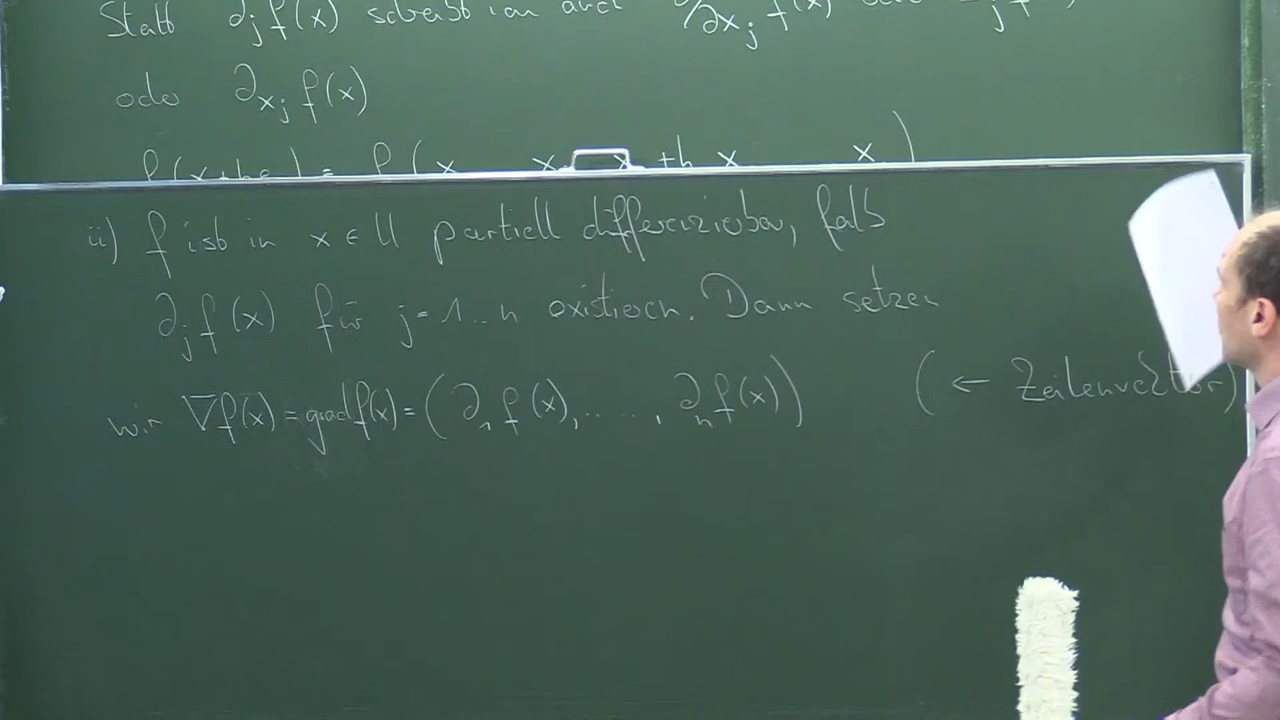 Statt ∂_j f(x) schreibt man auch ∂x_j f(x)
oder ∂_{x_j} f(x)
f(x+he_j) = f(x x x +h x x)
ii) f ist in x ∈ U partiell differenzierbar, falls
∂_j f(x) für j=1...n existieren. Dann setzen
wir ∇f(x) = grad f(x) = (∂_1 f(x), ... ..., ∂_n f(x)) (← Zeilenvektor)